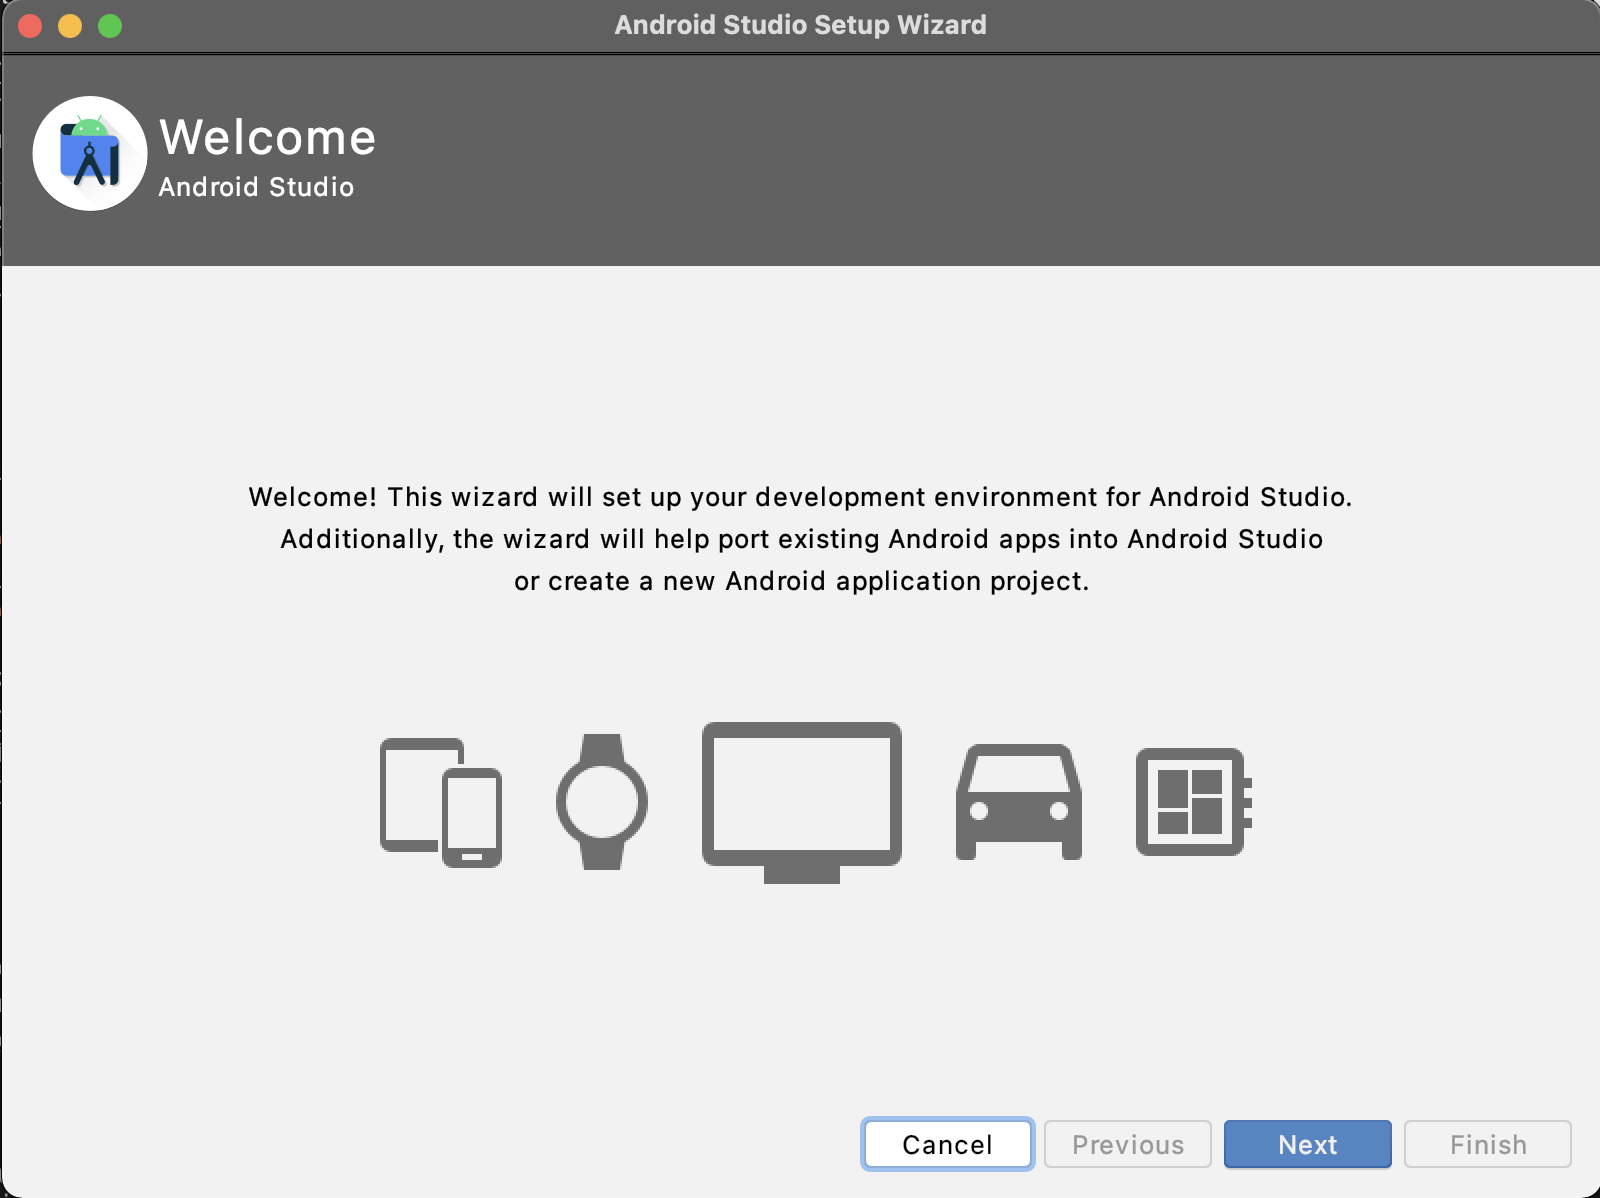 Android Studio Setup Wizard
Welcome
Android Studio
Welcome! This wizard will set up your development environment for Android Studio.
Additionally, the wizard will help port existing Android apps into Android Studio
or create a new Android application project.
Cancel Previous Next Finish